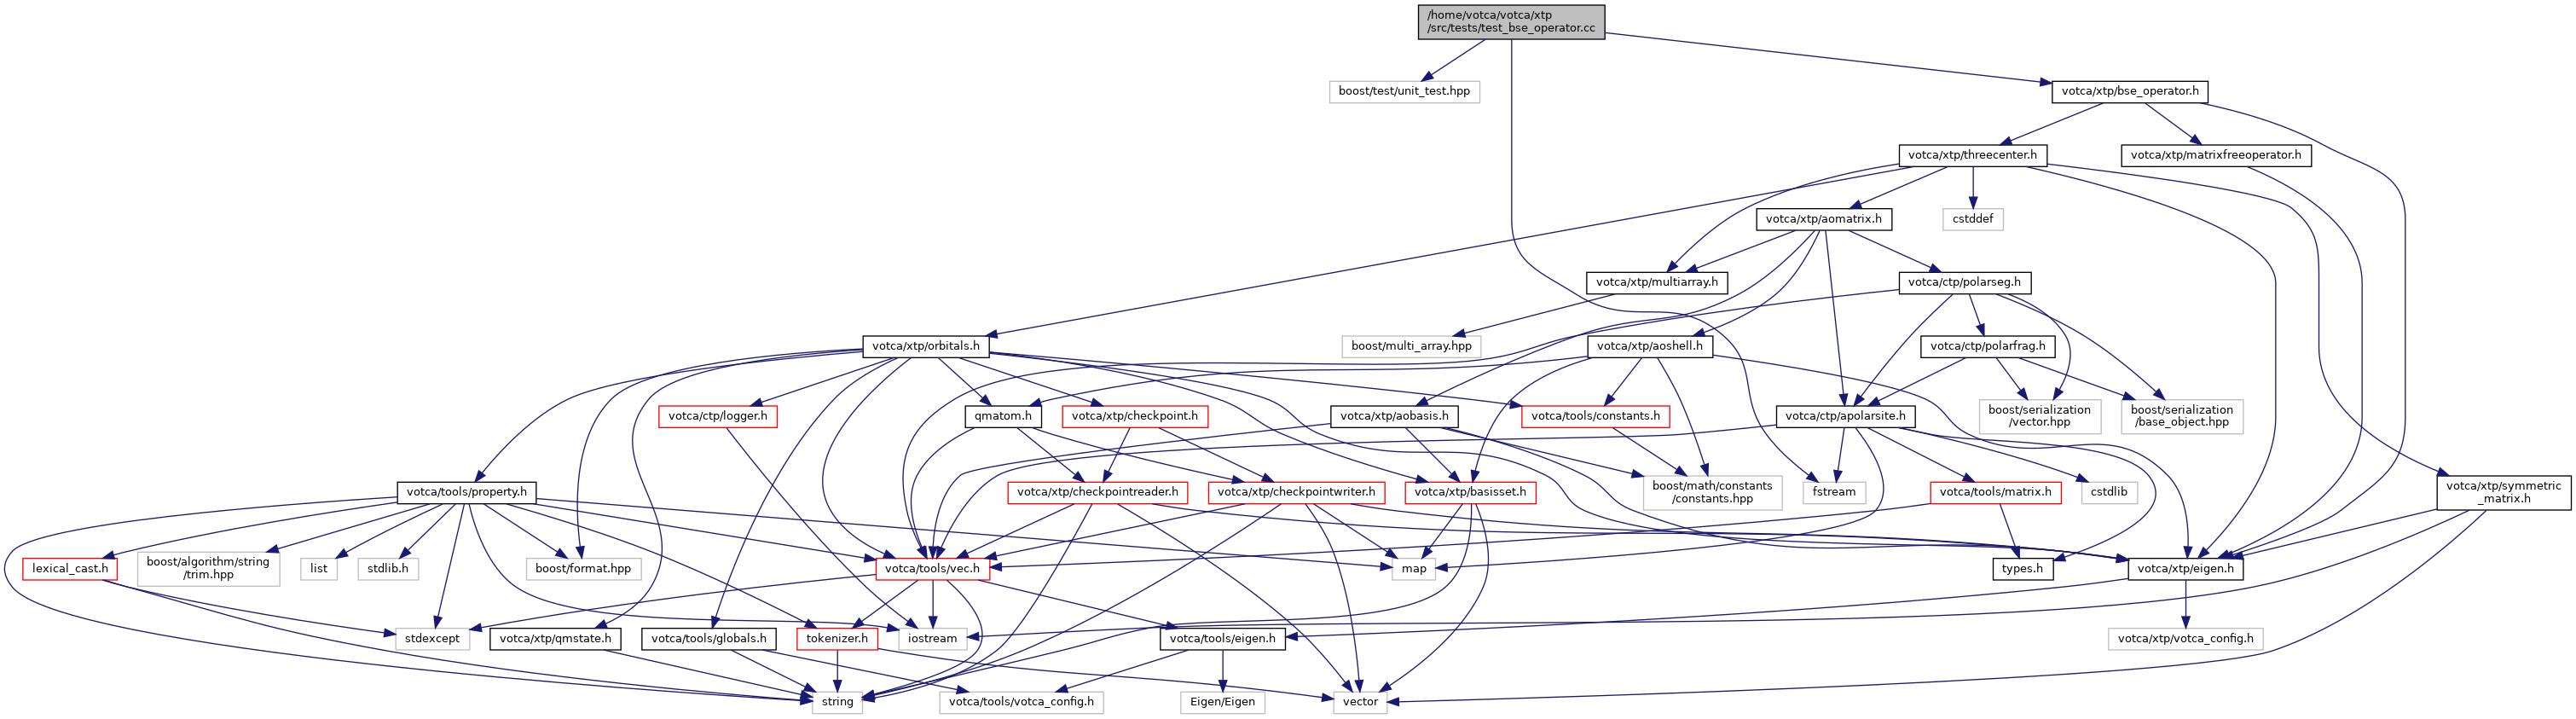 /home/votca/votca/xtp
/src/tests/test_bse_operator.cc
boost/test/unit_test.hpp
votca/xtp/bse_operator.h
votca/xtp/threecenter.h
votca/xtp/matrixfreeoperator.h
votca/xtp/aomatrix.h
cstddef
votca/xtp/multiarray.h
votca/ctp/polarseg.h
votca/xtp/orbitals.h
boost/multi_array.hpp
votca/xtp/aoshell.h
votca/ctp/polarfrag.h
votca/ctp/logger.h
qmatom.h
votca/xtp/checkpoint.h
votca/tools/constants.h
votca/xtp/aobasis.h
votca/ctp/apolarsite.h
boost/serialization
/vector.hpp
boost/serialization
/base_object.hpp
votca/tools/property.h
votca/xtp/checkpointreader.h
votca/xtp/checkpointwriter.h
votca/xtp/basisset.h
boost/math/constants
/constants.hpp
fstream
votca/tools/matrix.h
cstdlib
votca/xtp/symmetric
_matrix.h
lexical_cast.h
boost/algorithm/string
/trim.hpp
list
stdlib.h
boost/format.hpp
votca/tools/vec.h
map
types.h
votca/xtp/eigen.h
stdexcept
votca/xtp/qmstate.h
votca/tools/globals.h
tokenizer.h
iostream
votca/tools/eigen.h
votca/xtp/votca_config.h
string
votca/tools/votca_config.h
Eigen/Eigen
vector